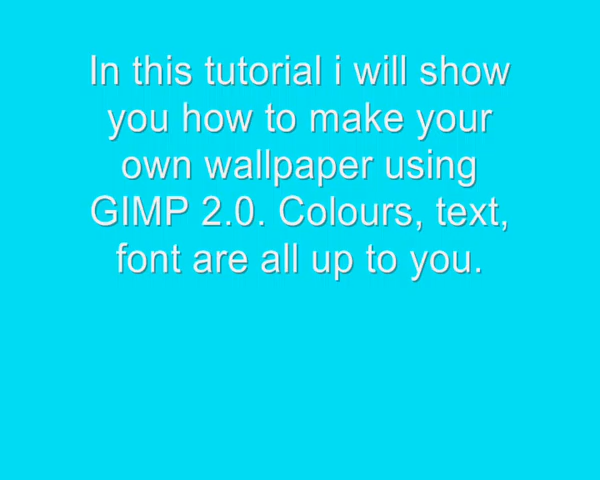 In this tutorial i will show
you how to make your
own wallpaper using
GIMP 2.0. Colours, text,
font are all up to you.